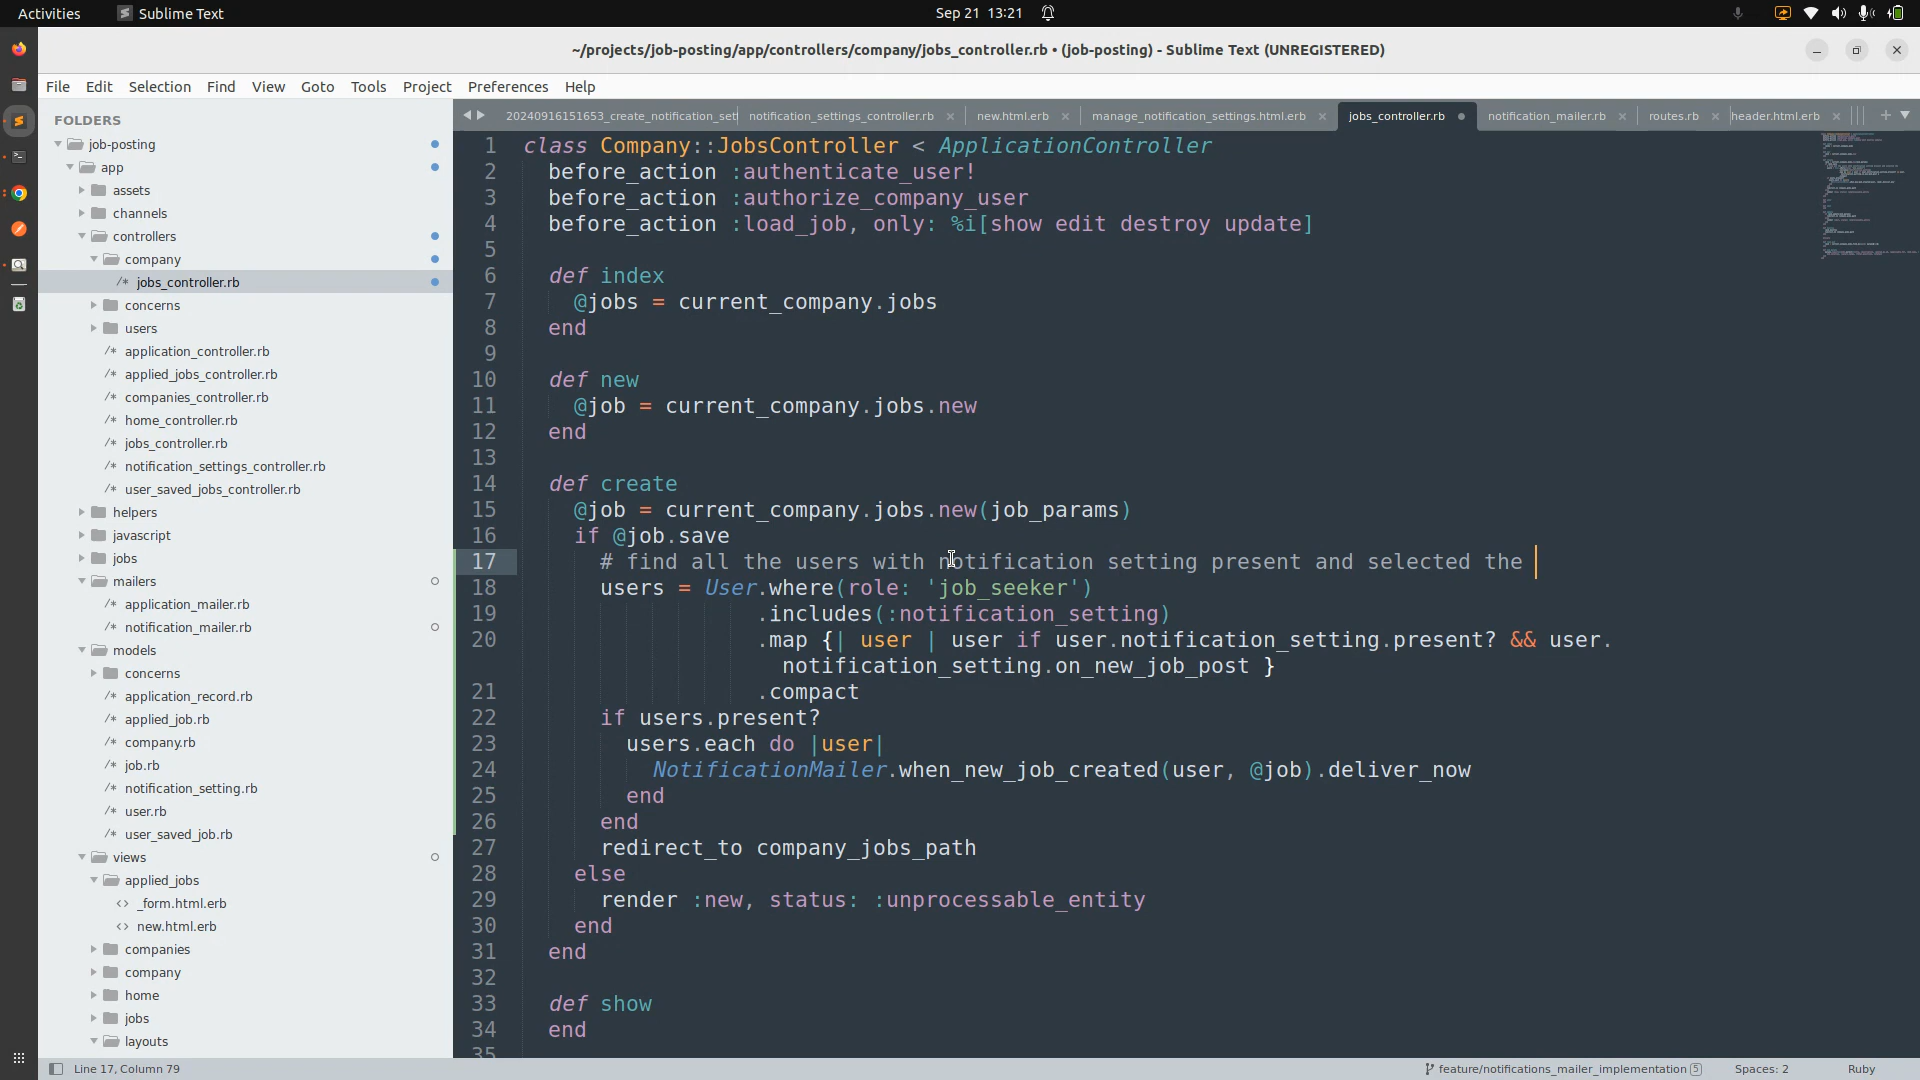 Activities
Sublime Text
Sep 21 13:21
~/projects/job-posting/app/controllers/company/jobs_controller.rb • (job-posting) - Sublime Text (UNREGISTERED)
File Edit Selection Find View Goto Tools Project Preferences Help
FOLDERS
job-posting
app
assets
channels
controllers
company
jobs_controller.rb
concerns
users
application_controller.rb
applied_jobs_controller.rb
companies_controller.rb
home_controller.rb
jobs_controller.rb
notification_settings_controller.rb
user_saved_jobs_controller.rb
helpers
javascript
jobs
mailers
application_mailer.rb
notification_mailer.rb
models
concerns
application_record.rb
applied_job.rb
company.rb
job.rb
notification_setting.rb
user.rb
user_saved_job.rb
views
applied_jobs
_form.html.erb
new.html.erb
companies
company
home
jobs
layouts
20240916151653_create_notification_set notification_settings_controller.rb new.html.erb manage_notification_settings.html.erb jobs_controller.rb notification_mailer.rb routes.rb header.html.erb
1 class Company::JobsController < ApplicationController
2 before_action :authenticate_user!
3 before_action :authorize_company_user
4 before_action :load_job, only: %i[show edit destroy update]
5
6 def index
7 @jobs = current_company.jobs
8 end
9
10 def new
11 @job = current_company.jobs.new
12 end
13
14 def create
15 @job = current_company.jobs.new(job_params)
16 if @job.save
17 # find all the users with notification setting present and selected the
18 users = User.where(role: 'job_seeker')
19 .includes(:notification_setting)
20 .map {| user | user if user.notification_setting.present? && user.
notification_setting.on_new_job_post }
21 .compact
22 if users.present?
23 users.each do |user|
24 NotificationMailer.when_new_job_created(user, @job).deliver_now
25 end
26 end
27 redirect_to company_jobs_path
28 else
29 render :new, status: :unprocessable_entity
30 end
31 end
32
33 def show
34 end
35
Line 17, Column 79
feature/notifications_mailer_implementation 5
Spaces: 2
Ruby